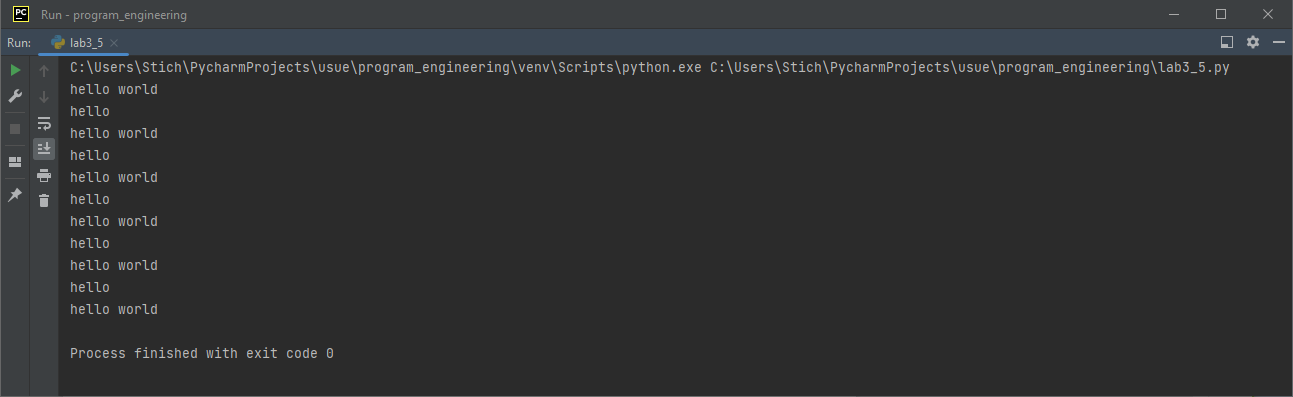 PC
Run - program_engineering
Run:
lab3_5
C:\Users\Stich\PycharmProjects\usue\program_engineering\venv\Scripts\python.exe C:\Users\Stich\PycharmProjects\usue\program_engineering\lab3_5.py
hello world
hello
hello world
hello
hello world
hello
hello world
hello
hello world
hello
hello world
Process finished with exit code 0